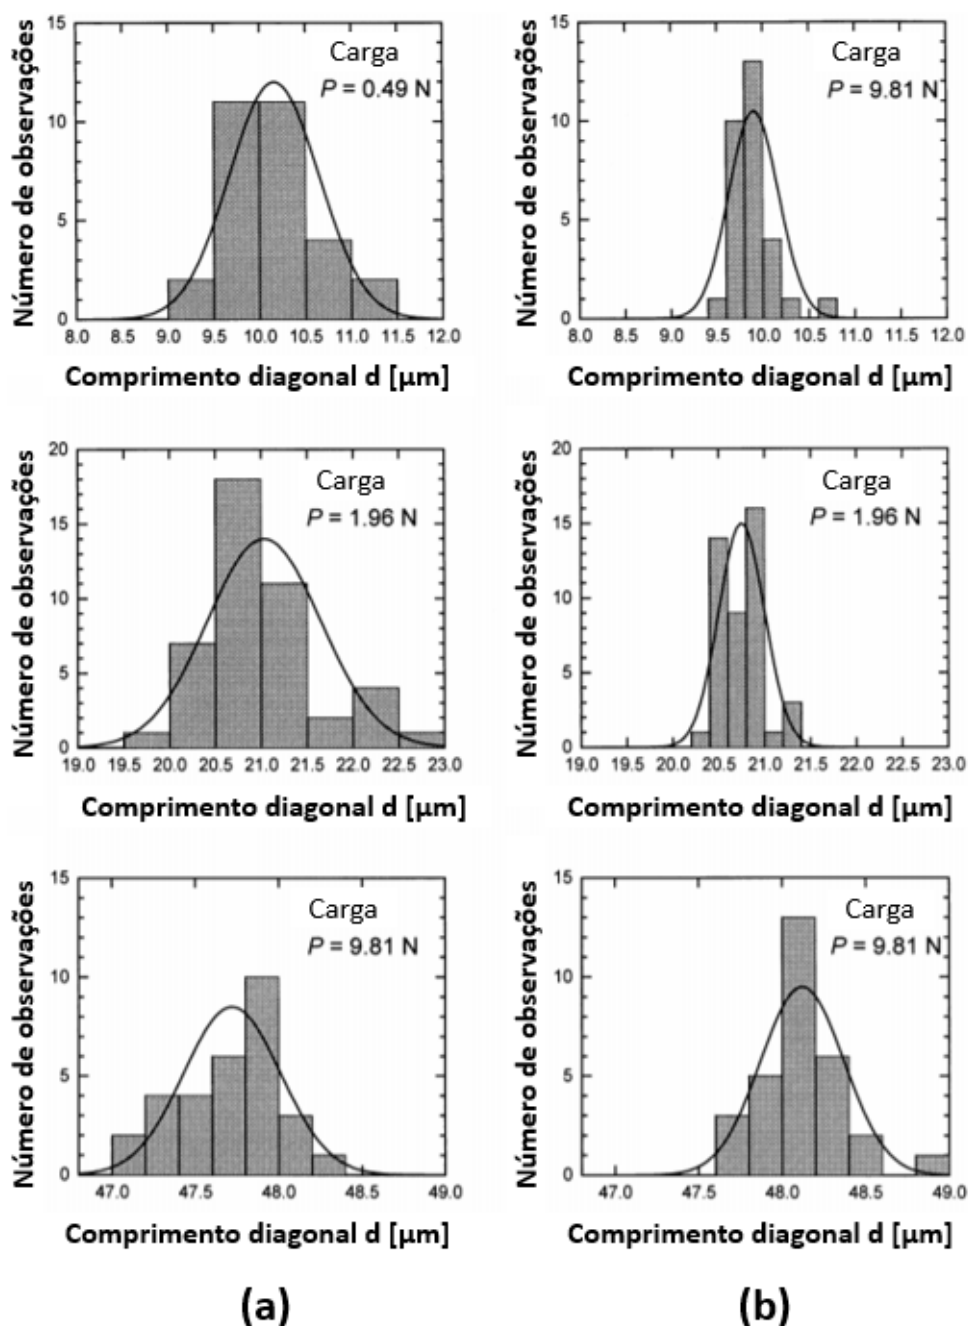 Número de observações
15
10
5
0
Carga
P = 0.49 N
8.0 8.5 9.0 9.5 10.0 10.5 11.0 11.5 12.0
Comprimento diagonal d [µm]
Número de observações
15
10
5
0
Carga
P = 9.81 N
8.0 8.5 9.0 9.5 10.0 10.5 11.0 11.5 12.0
Comprimento diagonal d [µm]
Número de observações
20
15
10
5
0
Carga
P = 1.96 N
19.0 19.5 20.0 20.5 21.0 21.5 22.0 22.5 23.0
Comprimento diagonal d [µm]
Número de observações
20
15
10
5
0
Carga
P = 1.96 N
19.0 19.5 20.0 20.5 21.0 21.5 22.0 22.5 23.0
Comprimento diagonal d [µm]
Número de observações
15
10
5
0
Carga
P = 9.81 N
47.0 47.5 48.0 48.5 49.0
Comprimento diagonal d [µm]
Número de observações
15
10
5
0
Carga
P = 9.81 N
47.0 47.5 48.0 48.5 49.0
Comprimento diagonal d [µm]
(a)
(b)